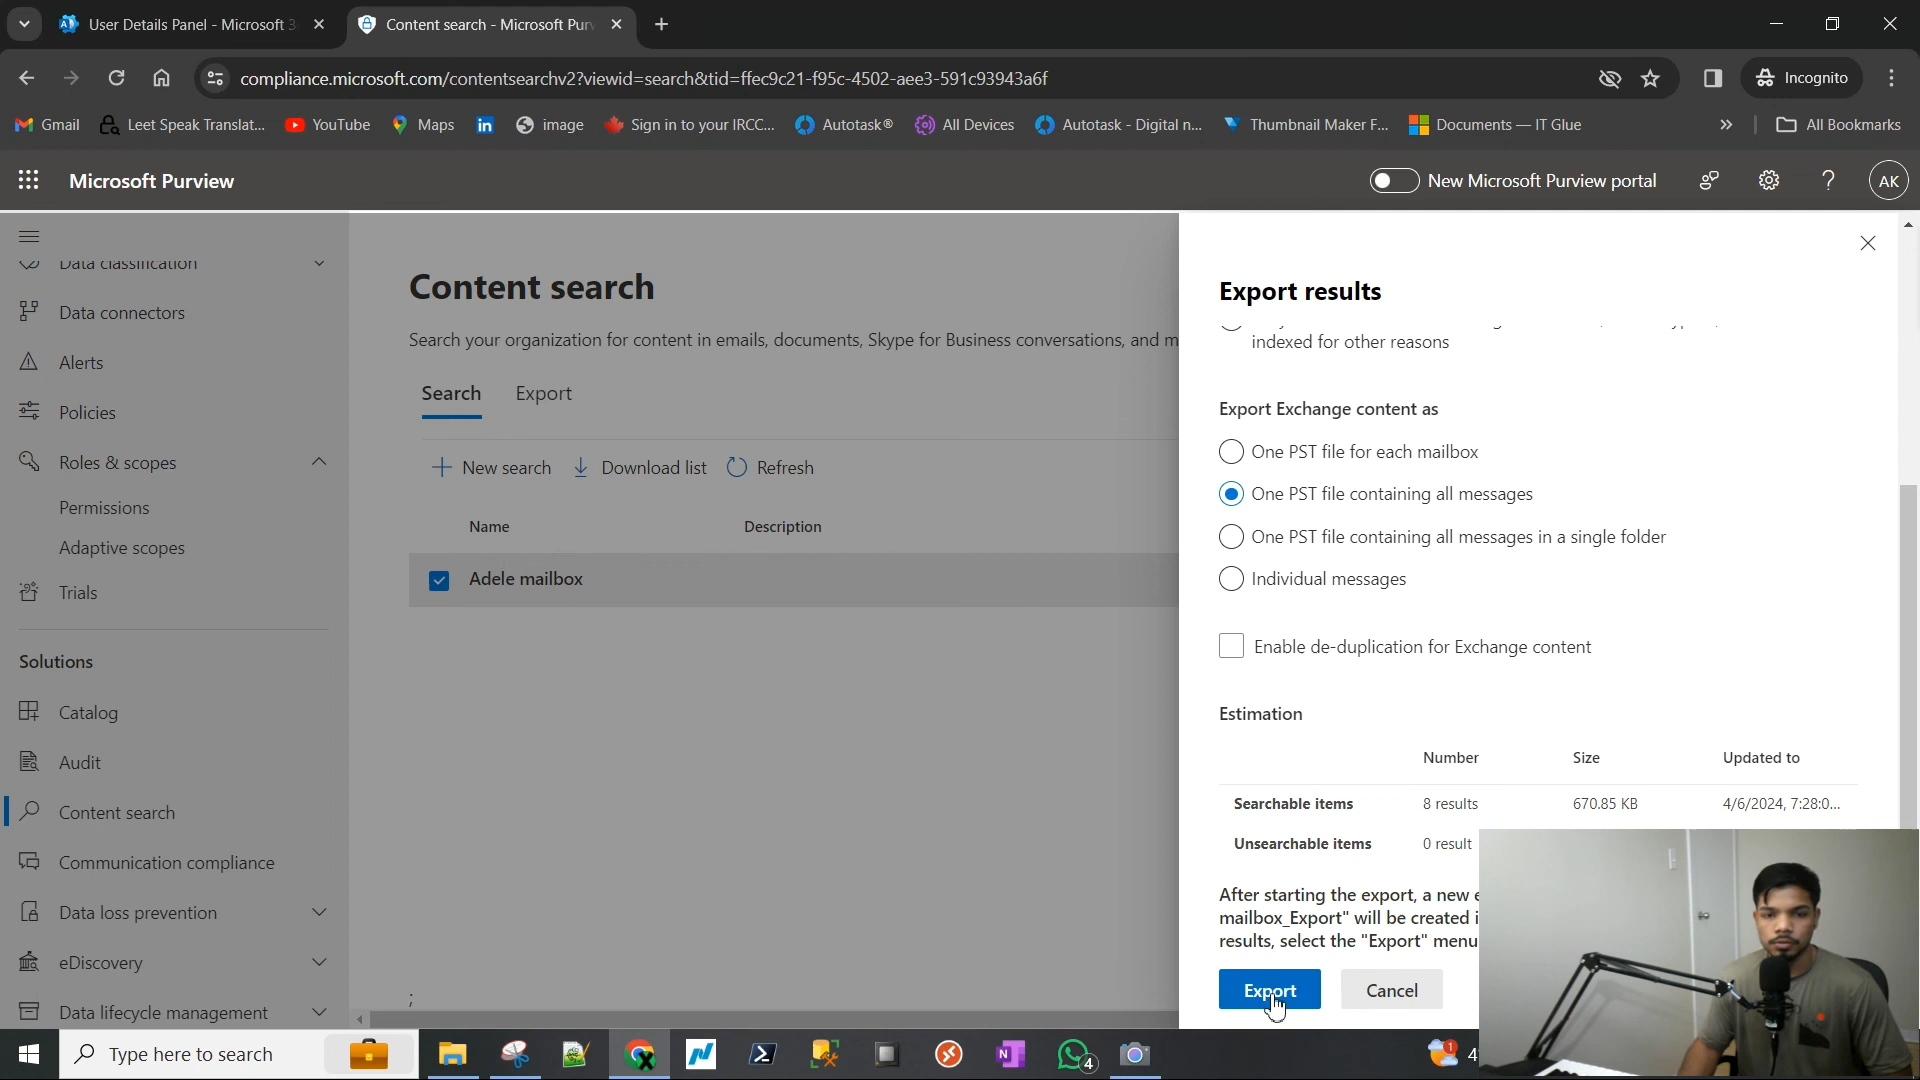 User Details Panel - Microsoft 3
Content search - Microsoft Pur
compliance.microsoft.com/contentsearchv2?viewid=search&tid=ffec9c21-f95c-4502-aee3-591c93943a6f
Incognito
Gmail
Leet Speak Translat...
YouTube
Maps
image
Sign in to your IRCC...
Autotask®
All Devices
Autotask - Digital n...
Thumbnail Maker F...
Documents — IT Glue
All Bookmarks
Microsoft Purview
New Microsoft Purview portal
AK
Data classification
Data connectors
Alerts
Policies
Roles & scopes
Permissions
Adaptive scopes
Trials
Solutions
Catalog
Audit
Content search
Communication compliance
Data loss prevention
eDiscovery
Data lifecycle management
Content search
Search your organization for content in emails, documents, Skype for Business conversations, and m
Search
Export
New search
Download list
Refresh
Name
Description
Adele mailbox
;
Export results
indexed for other reasons
Export Exchange content as
One PST file for each mailbox
One PST file containing all messages
One PST file containing all messages in a single folder
Individual messages
Enable de-duplication for Exchange content
Estimation
Number
Size
Updated to
Searchable items
8 results
670.85 KB
4/6/2024, 7:28:0...
Unsearchable items
0 result
After starting the export, a new e
mailbox_Export" will be created i
results, select the "Export" menu
Export
Cancel
Type here to search
4
1
4